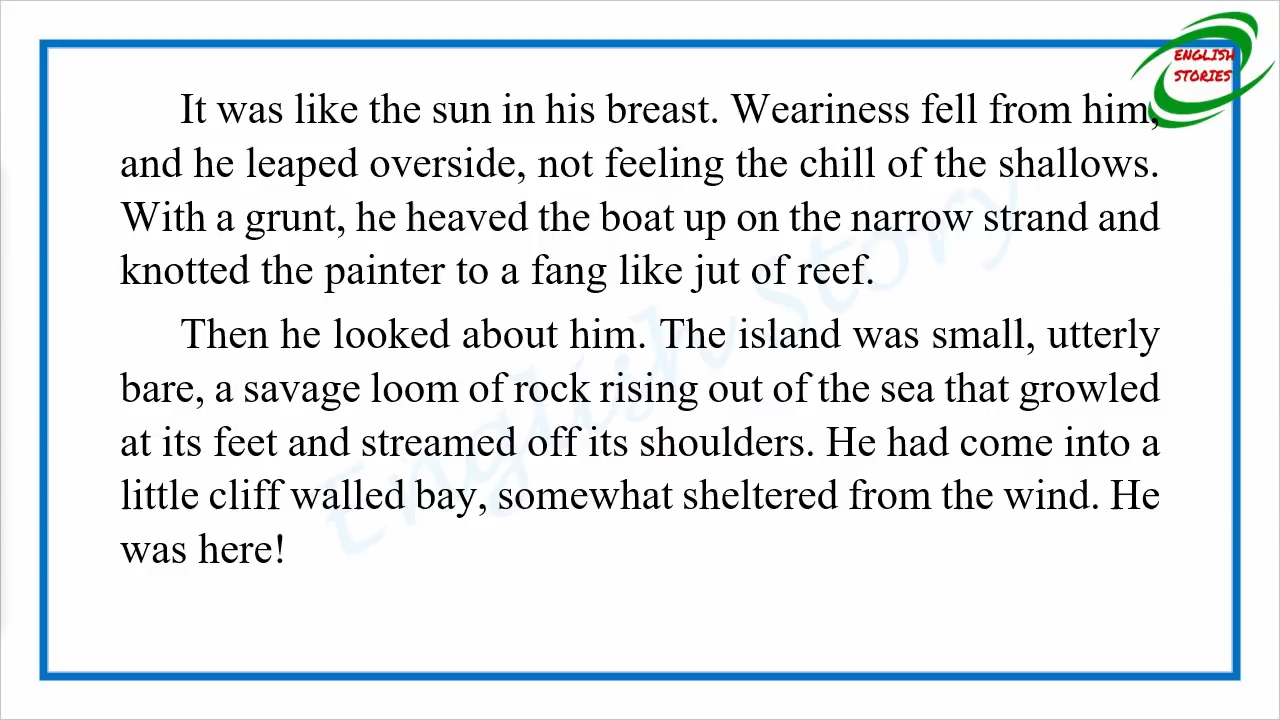 ENGLISH
STORIES
It was like the sun in his breast. Weariness fell from him,
and he leaped overside, not feeling the chill of the shallows.
With a grunt, he heaved the boat up on the narrow strand and
knotted the painter to a fang like jut of reef.
Then he looked about him. The island was small, utterly
bare, a savage loom of rock rising out of the sea that growled
at its feet and streamed off its shoulders. He had come into a
little cliff walled bay, somewhat sheltered from the wind. He
was here!
English Story